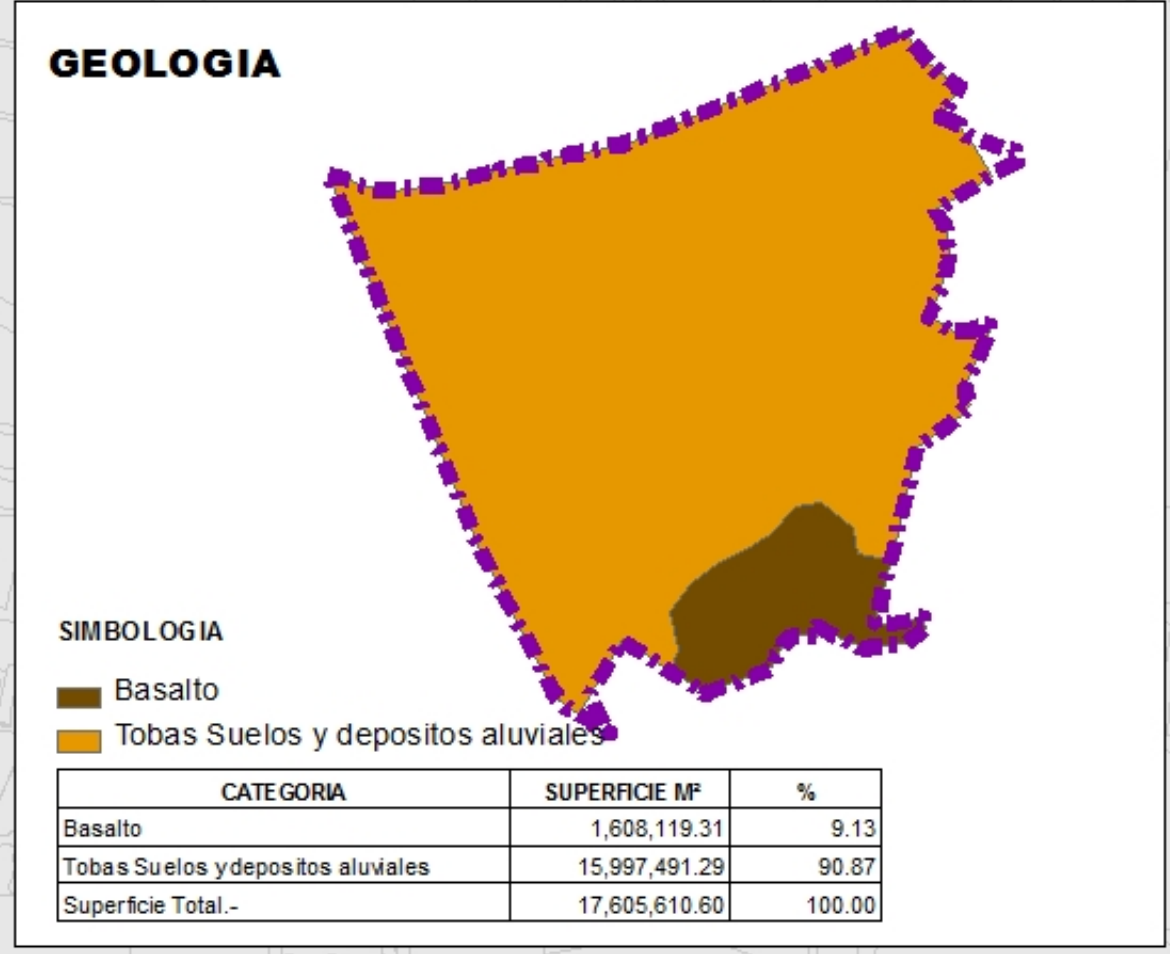 GEOLOGIA
SIMBOLOGIA
Basalto
Tobas Suelos y depositos aluviales
CATEGORIA SUPERFICIE M² %
Basalto 1,608,119.31 9.13
Tobas Suelos y depositos aluviales 15,997,491.29 90.87
Superficie Total.- 17,605,610.60 100.00